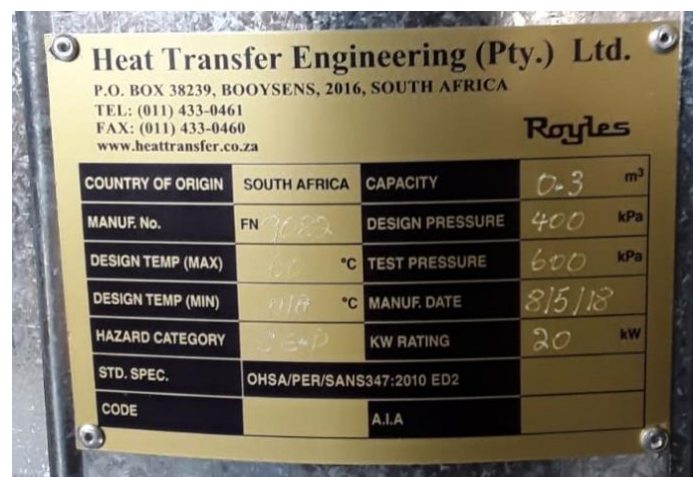 Heat Transfer Engineering (Pty.) Ltd.
P.O. BOX 38239, BOOYSENS, 2016, SOUTH AFRICA
TEL: (011) 433-0461
FAX: (011) 433-0460
www.heattransfer.co.za
Royles
COUNTRY OF ORIGIN SOUTH AFRICA CAPACITY 0-3 m³
MANUF. No. FN 9082 DESIGN PRESSURE 400 kPa
DESIGN TEMP (MAX) °C TEST PRESSURE 600 kPa
DESIGN TEMP (MIN) N/A °C MANUF. DATE 8/5/18
HAZARD CATEGORY KW RATING 20 kW
STD. SPEC. OHSA/PER/SANS347:2010 ED2
CODE A.I.A